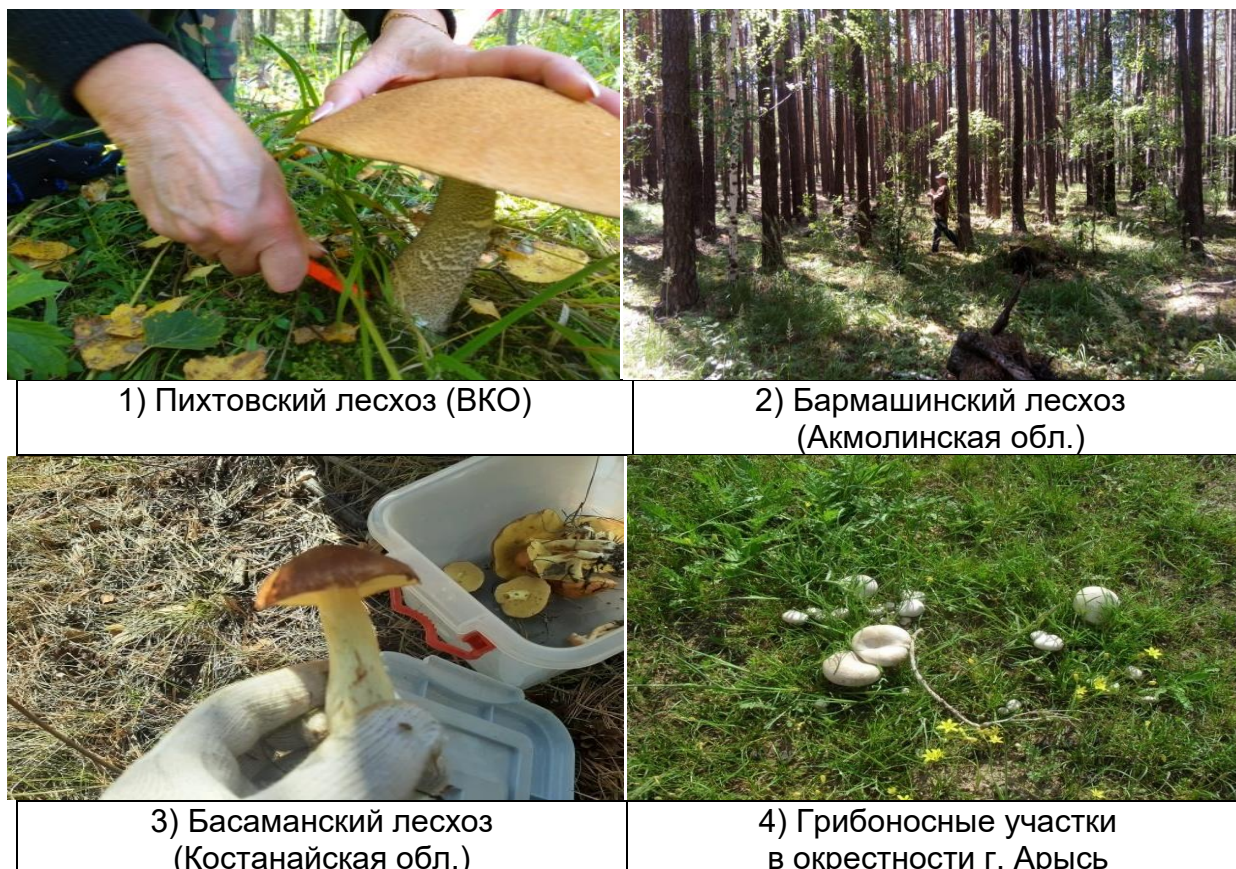 1) Пихтовский лесхоз (ВКО)
2) Бармашинский лесхоз
(Акмолинская обл.)
3) Басаманский лесхоз
(Костанайская обл.)
4) Грибоносные участки
в окрестности г. Арысь